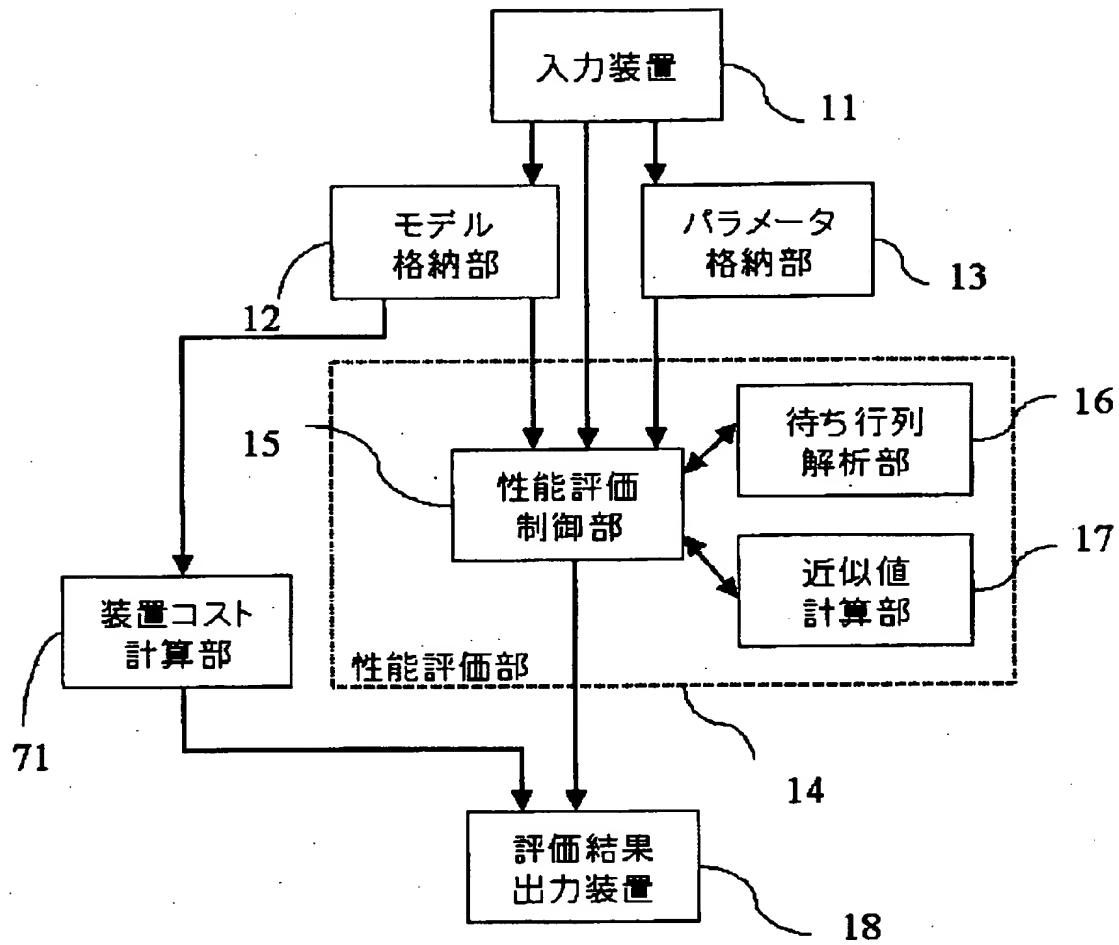 入力装置
11
モデル
格納部
12
パラメータ
格納部
13
15
性能評価
制御部
待ち行列
解析部
16
近似値
計算部
17
装置コスト
計算部
71
性能評価部
14
評価結果
出力装置
18